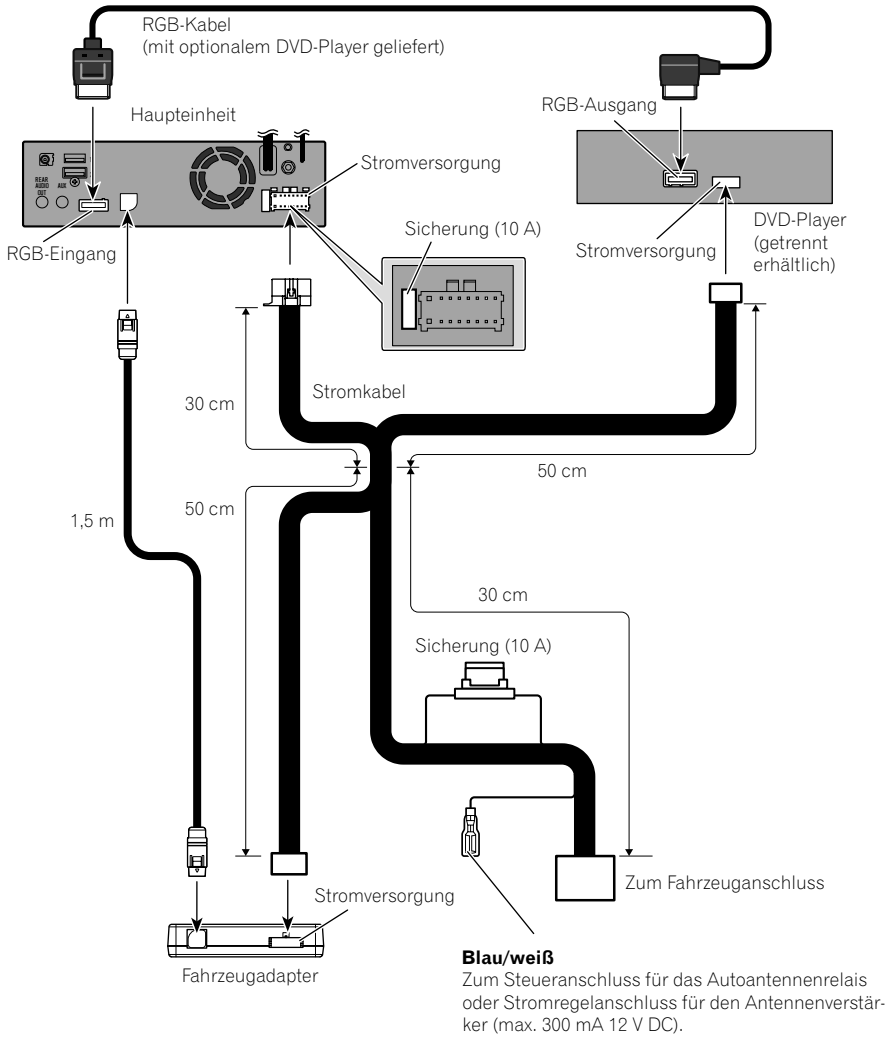 RGB-Kabel
(mit optionalem DVD-Player geliefert)
Haupteinheit
RGB-Ausgang
Stromversorgung
REAR
AUDIO
OUT
AUX
Sicherung (10 A)
RGB-Eingang
Stromversorgung
DVD-Player
(getrennt
erhältlich)
Stromkabel
30 cm
50 cm
50 cm
1,5 m
30 cm
Sicherung (10 A)
Zum Fahrzeuganschluss
Stromversorgung
Fahrzeugadapter
Blau/weiß
Zum Steueranschluss für das Autoantennenrelais
oder Stromregelanschluss für den Antennenverstär-
ker (max. 300 mA 12 V DC).